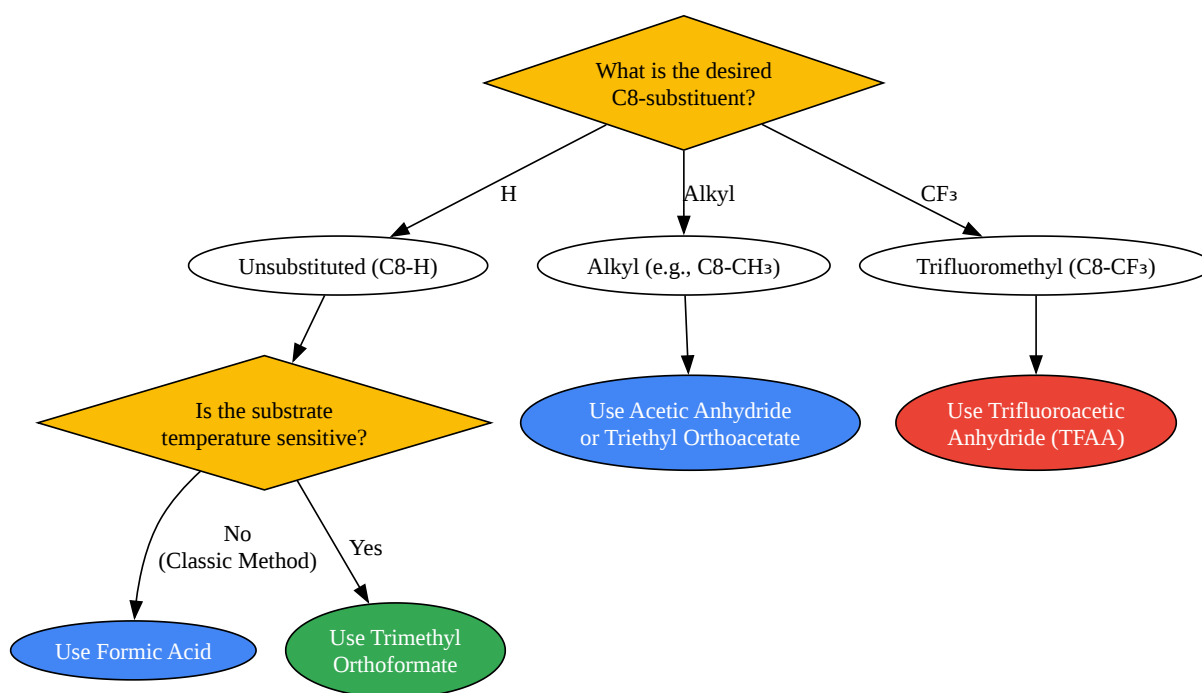 What is the desired
C8-substituent?
H
Alkyl
CF₃
Unsubstituted (C8-H)
Alkyl (e.g., C8-CH₃)
Trifluoromethyl (C8-CF₃)
Is the substrate
temperature sensitive?
Use Acetic Anhydride
or Triethyl Orthoacetate
Use Trifluoroacetic
Anhydride (TFAA)
No
(Classic Method)
Yes
Use Formic Acid
Use Trimethyl
Orthoformate